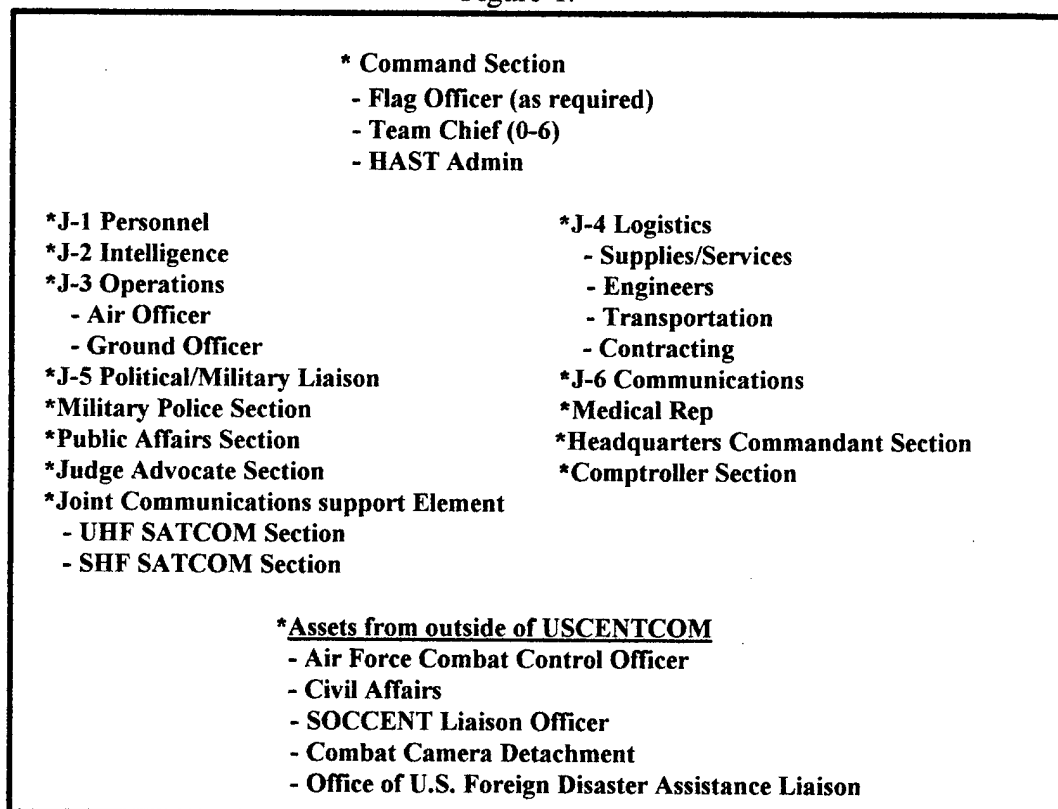 Figure 1.
* Command Section
- Flag Officer (as required)
- Team Chief (0-6)
- HAST Admin
*J-1 Personnel
*J-2 Intelligence
*J-3 Operations
- Air Officer
- Ground Officer
*J-5 Political/Military Liaison
*Military Police Section
*Public Affairs Section
*Judge Advocate Section
*Joint Communications support Element
- UHF SATCOM Section
- SHF SATCOM Section
*J-4 Logistics
- Supplies/Services
- Engineers
- Transportation
- Contracting
*J-6 Communications
*Medical Rep
*Headquarters Commandant Section
*Comptroller Section
*Assets from outside of USCENTCOM
- Air Force Combat Control Officer
- Civil Affairs
- SOCCENT Liaison Officer
- Combat Camera Detachment
- Office of U.S. Foreign Disaster Assistance Liaison